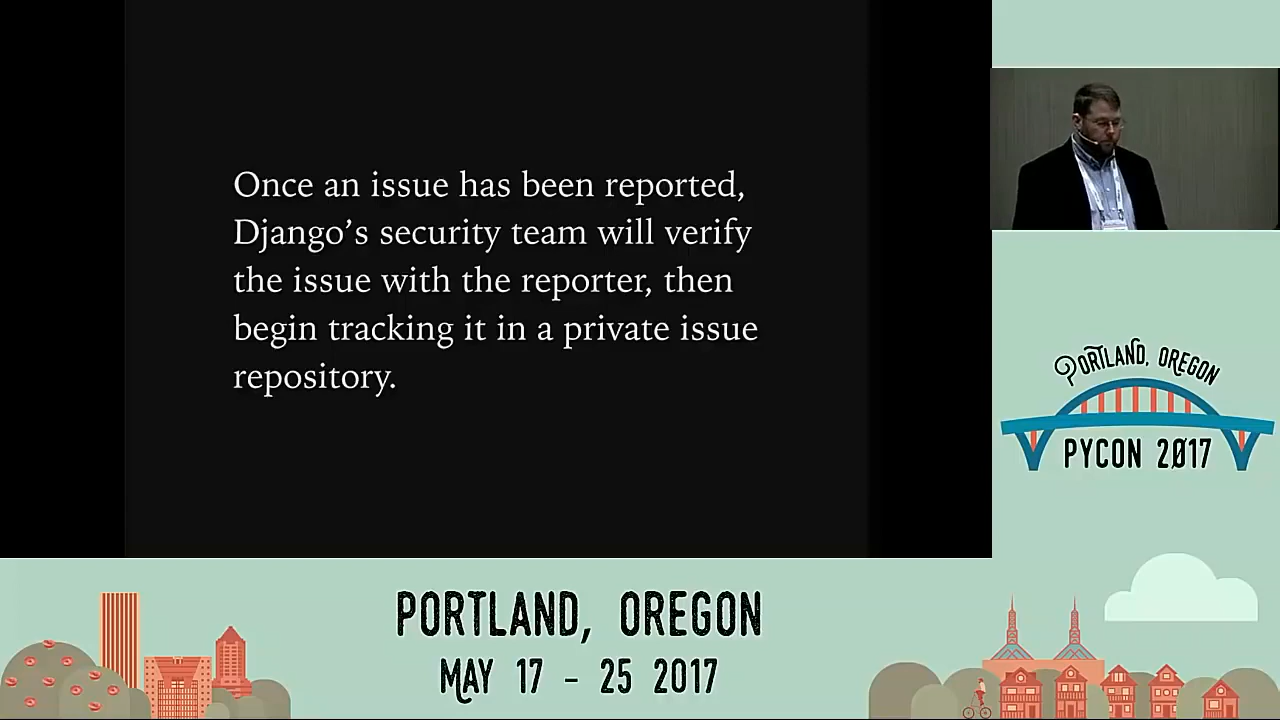 Once an issue has been reported,
Django’s security team will verify
the issue with the reporter, then
begin tracking it in a private issue
repository.
PORTLAND, OREGON
PYCON 2017
PORTLAND, OREGON
MAY 17 - 25 2017